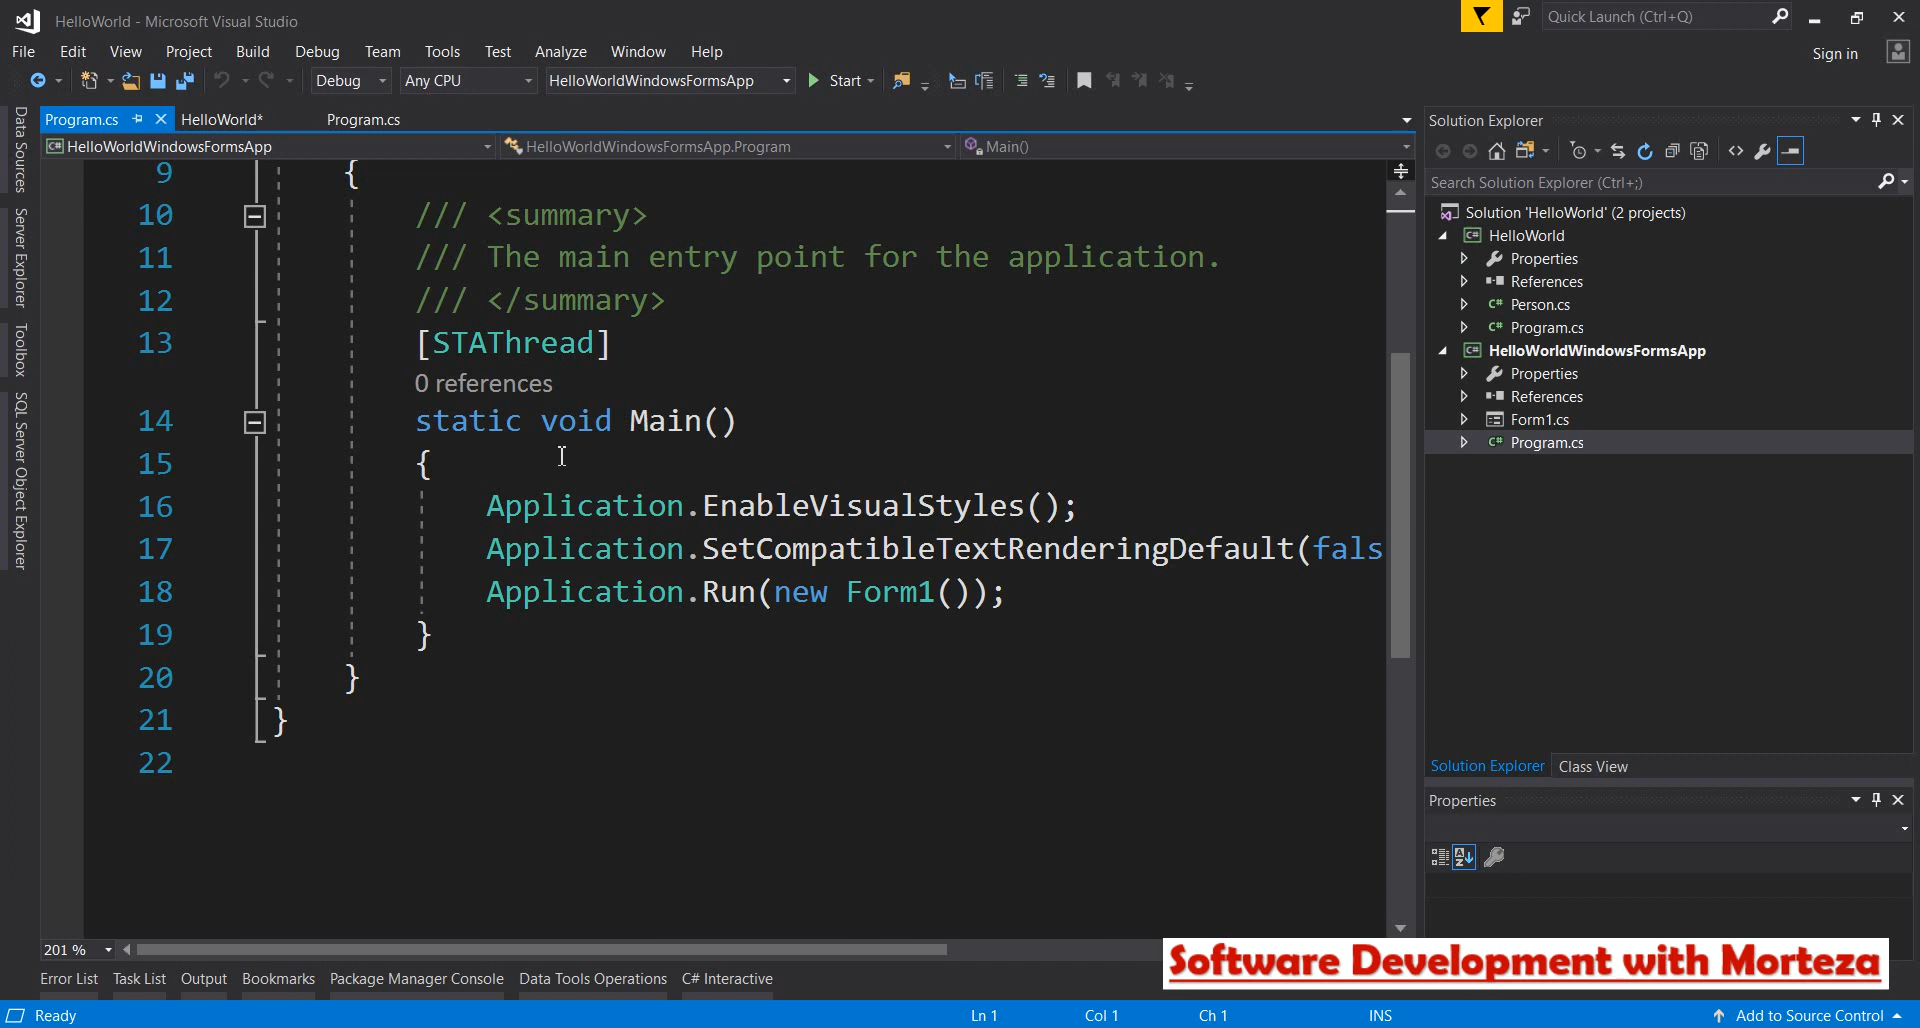 HelloWorld - Microsoft Visual Studio
Quick Launch (Ctrl+Q)
File Edit View Project Build Debug Team Tools Test Analyze Window Help
Sign in
Debug Any CPU HelloWorldWindowsFormsApp Start
Data Sources
Server Explorer
Toolbox
SQL Server Object Explorer
Program.cs HelloWorld* Program.cs
C# HelloWorldWindowsFormsApp HelloWorldWindowsFormsApp.Program Main()
9 {
10 /// <summary>
11 /// The main entry point for the application.
12 /// </summary>
13 [STAThread]
0 references
14 static void Main()
15 {
16 Application.EnableVisualStyles();
17 Application.SetCompatibleTextRenderingDefault(fals
18 Application.Run(new Form1());
19 }
20 }
21 }
22
201 %
Solution Explorer
Search Solution Explorer (Ctrl+;)
Solution 'HelloWorld' (2 projects)
C# HelloWorld
Properties
References
C# Person.cs
C# Program.cs
C# HelloWorldWindowsFormsApp
Properties
References
Form1.cs
C# Program.cs
Solution Explorer Class View
Properties
Software Development with Morteza
Error List Task List Output Bookmarks Package Manager Console Data Tools Operations C# Interactive
Ready Ln 1 Col 1 Ch 1 INS Add to Source Control